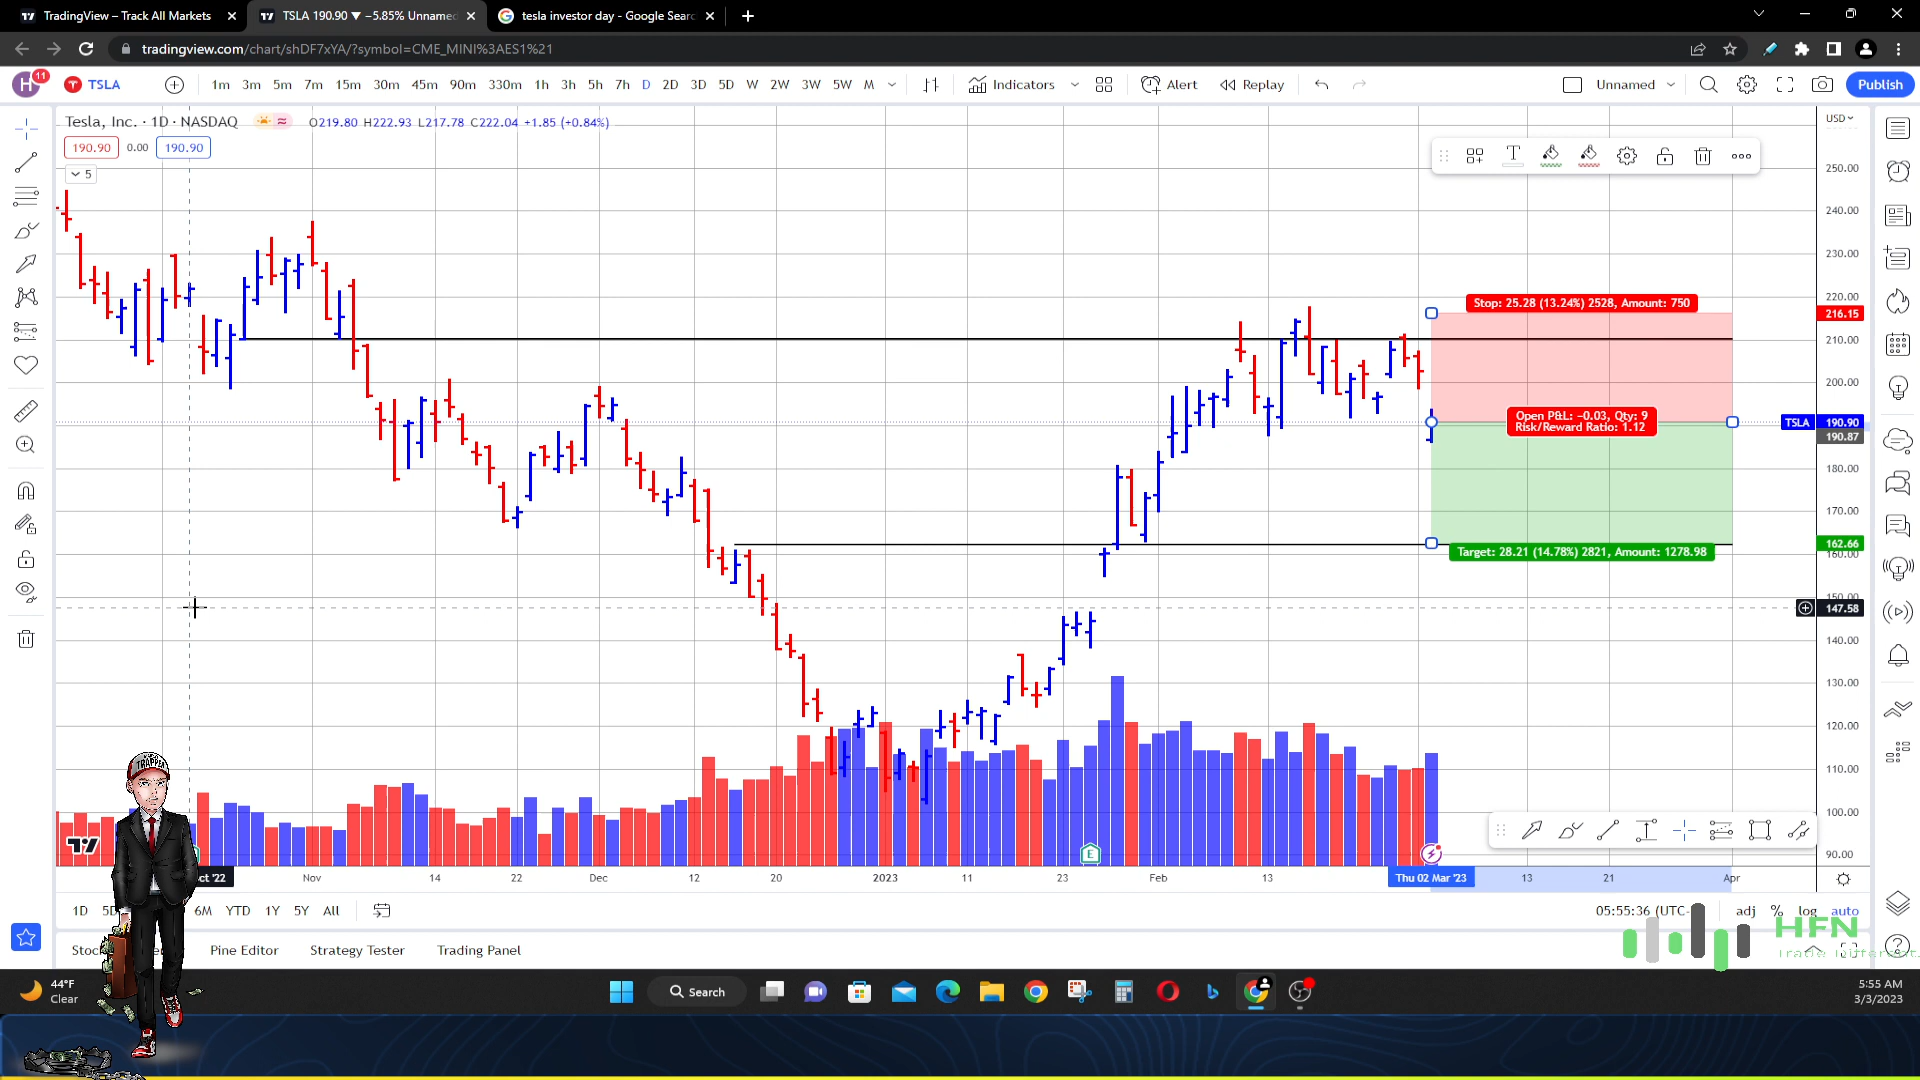 TradingView – Track All Markets
TSLA 190.90 ▼ −5.85% Unnamed
tesla investor day - Google Sear
tradingview.com/chart/shDF7xYA/?symbol=CME_MINI%3AES1%21
H
11
TSLA
1m 3m 5m 7m 15m 30m 45m 90m 330m 1h 3h 5h 7h D 2D 3D 5D W 2W 3W 5W M
Indicators
Alert
Replay
Unnamed
Publish
Tesla, Inc. · 1D · NASDAQ
O219.80 H222.93 L217.78 C222.04 +1.85 (+0.84%)
USD
190.90 0.00 190.90
5
250.00
240.00
230.00
220.00
Stop: 25.28 (13.24%) 2528, Amount: 750
216.15
210.00
200.00
Open P&L: −0.03, Qty: 9
Risk/Reward Ratio: 1.12
TSLA 190.90
190.87
180.00
170.00
162.66
Target: 28.21 (14.78%) 2821, Amount: 1278.98
160.00
150.00
147.58
140.00
130.00
120.00
110.00
100.00
90.00
TRAPPER
E
ct '22 Nov 14 22 Dec 12 20 2023 11 23 Feb 13 Thu 02 Mar '23 13 21 Apr
1D 5D 6M YTD 1Y 5Y All
05:55:36 (UTC-
adj % log auto
Stoc
Pine Editor
Strategy Tester
Trading Panel
HFN
Trade Different
44°F
Clear
Search
5:55 AM
3/3/2023